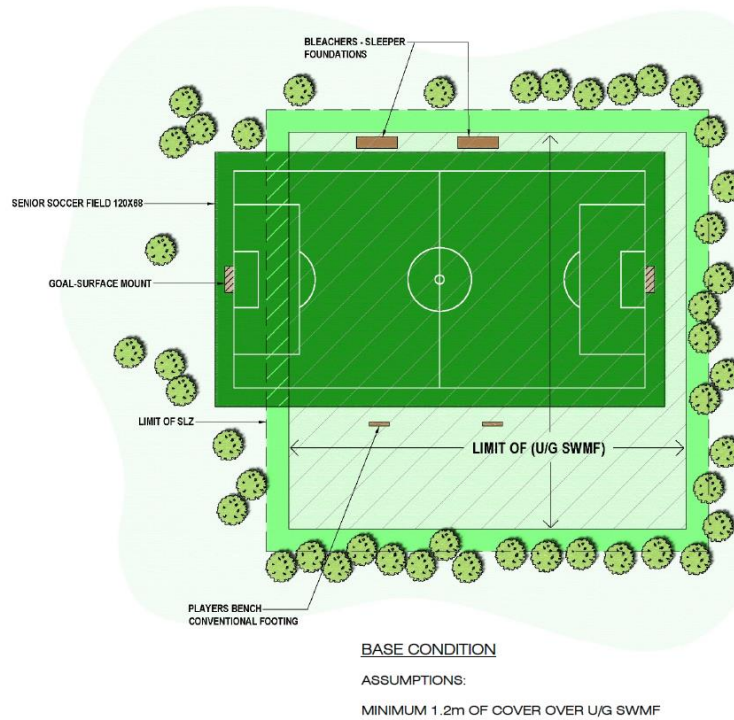 BLEACHERS - SLEEPER
FOUNDATIONS
SENIOR SOCCER FIELD 120X68
GOAL-SURFACE MOUNT
LIMIT OF SLZ
LIMIT OF (U/G SWMF)
PLAYERS BENCH
CONVENTIONAL FOOTING
BASE CONDITION
ASSUMPTIONS:
MINIMUM 1.2m OF COVER OVER U/G SWMF